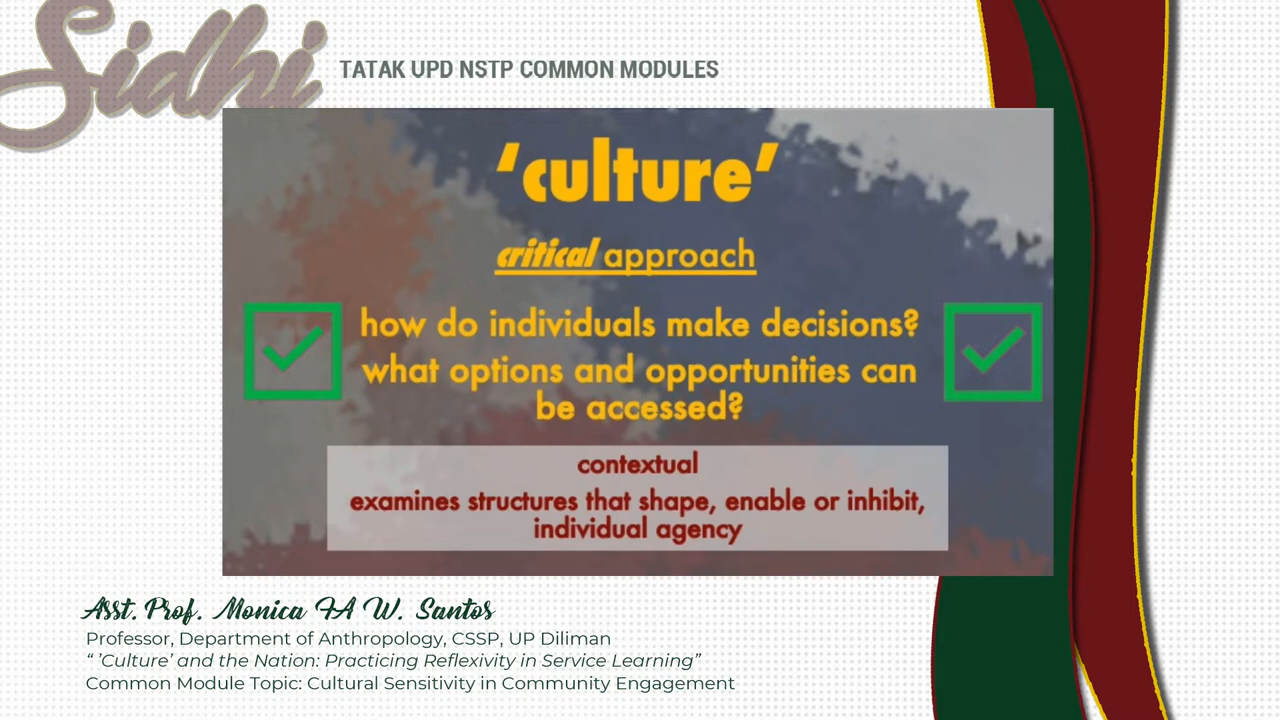 Sidhi
TATAK UPD NSTP COMMON MODULES
‘culture’
critical approach
how do individuals make decisions?
what options and opportunities can
be accessed?
contextual
examines structures that shape, enable or inhibit,
individual agency
Asst. Prof. Monica FA W. Santos
Professor, Department of Anthropology, CSSP, UP Diliman
“ ’Culture’ and the Nation: Practicing Reflexivity in Service Learning”
Common Module Topic: Cultural Sensitivity in Community Engagement